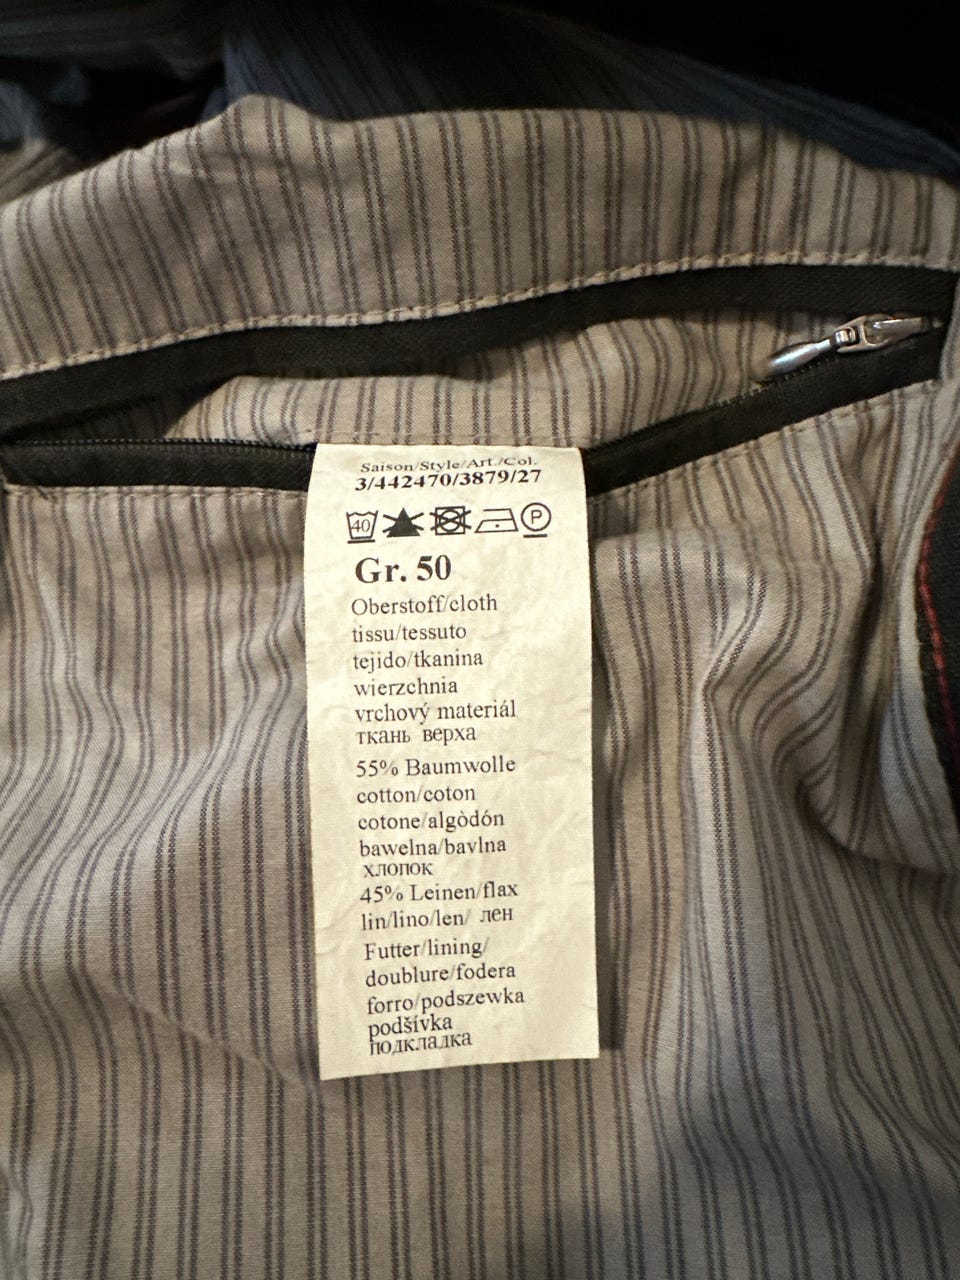 Saison/Style/Art./Col.
3/442470/3879/27
40 P
Gr. 50
Oberstoff/cloth
tissu/tessuto
tejido/tkanina
wierzchnia
vrchový materiál
ткань верха
55% Baumwolle
cotton/coton
cotone/algòdón
bawelna/bavlna
хлопок
45% Leinen/flax
lin/lino/len/ лен
Futter/lining/
doublure/fodera
forro/podszewka
podšívka
подкладка